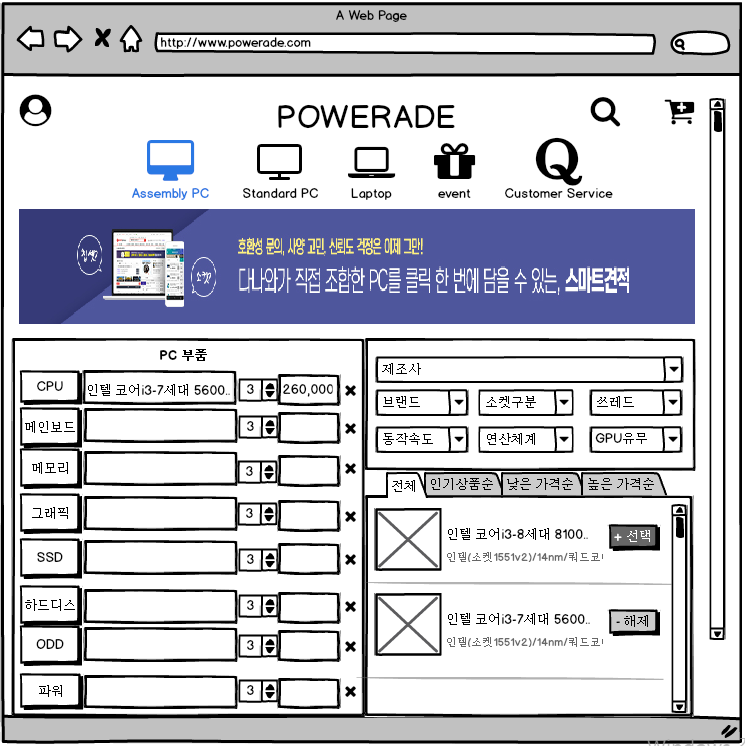 A Web Page
http://www.powerade.com
POWERADE
Assembly PC
Standard PC
Laptop
event
Q
Customer Service
칩셋?
소켓?
호환성 문의, 사양 고민, 신뢰도 걱정은 이제 그만!
다나와가 직접 조합한 PC를 클릭 한 번에 담을 수 있는, 스마트견적
PC 부품
CPU 인텔 코어i3-7세대 5600.. 3 260,000
메인보드 3
메모리 3
그래픽 3
SSD 3
하드디스 3
ODD 3
파워 3
제조사
브랜드 소켓구분 쓰레드
동작속도 연산체계 GPU유무
전체 인기상품순 낮은 가격순 높은 가격순
인텔 코어i3-8세대 8100.. + 선택
인텔(소켓1551v2)/14nm/쿼드코
인텔 코어i3-7세대 5600.. - 해제
인텔(소켓1551v2)/14nm/쿼드코